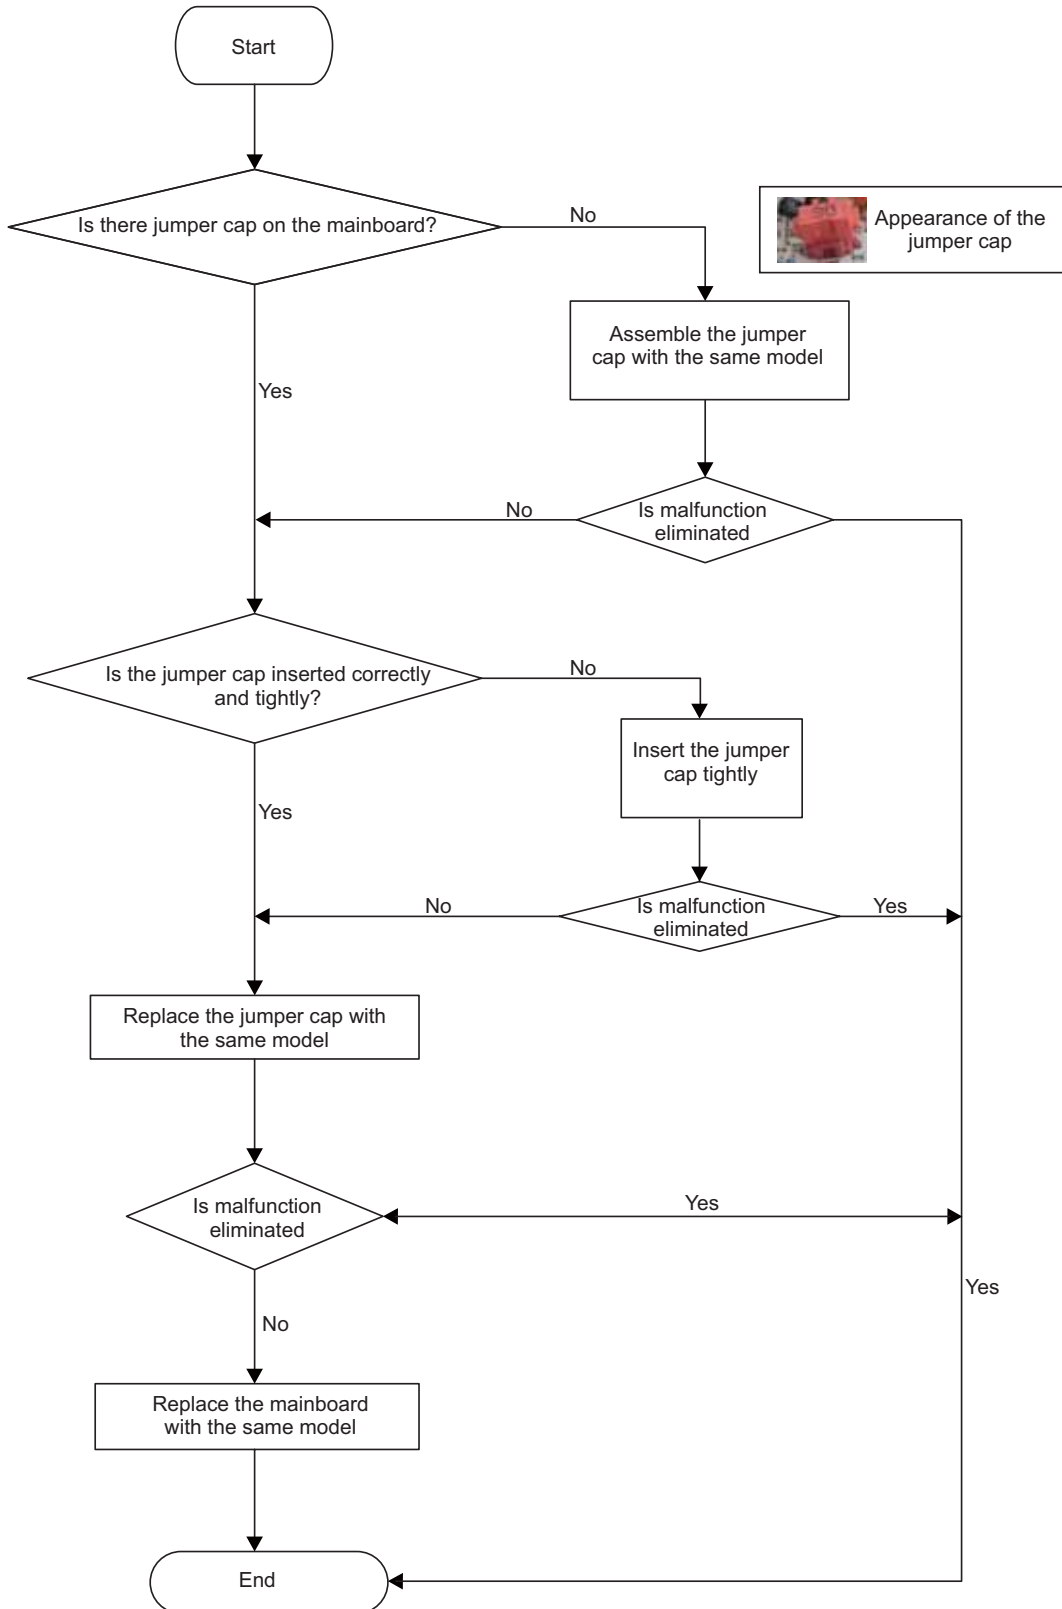 Start
Is there jumper cap on the mainboard?
No
Appearance of the
jumper cap
Assemble the jumper
cap with the same model
Yes
No
Is malfunction
eliminated
Is the jumper cap inserted correctly
and tightly?
No
Insert the jumper
cap tightly
Yes
No
Is malfunction
eliminated
Yes
Replace the jumper cap with
the same model
Is malfunction
eliminated
Yes
Yes
No
Replace the mainboard
with the same model
End